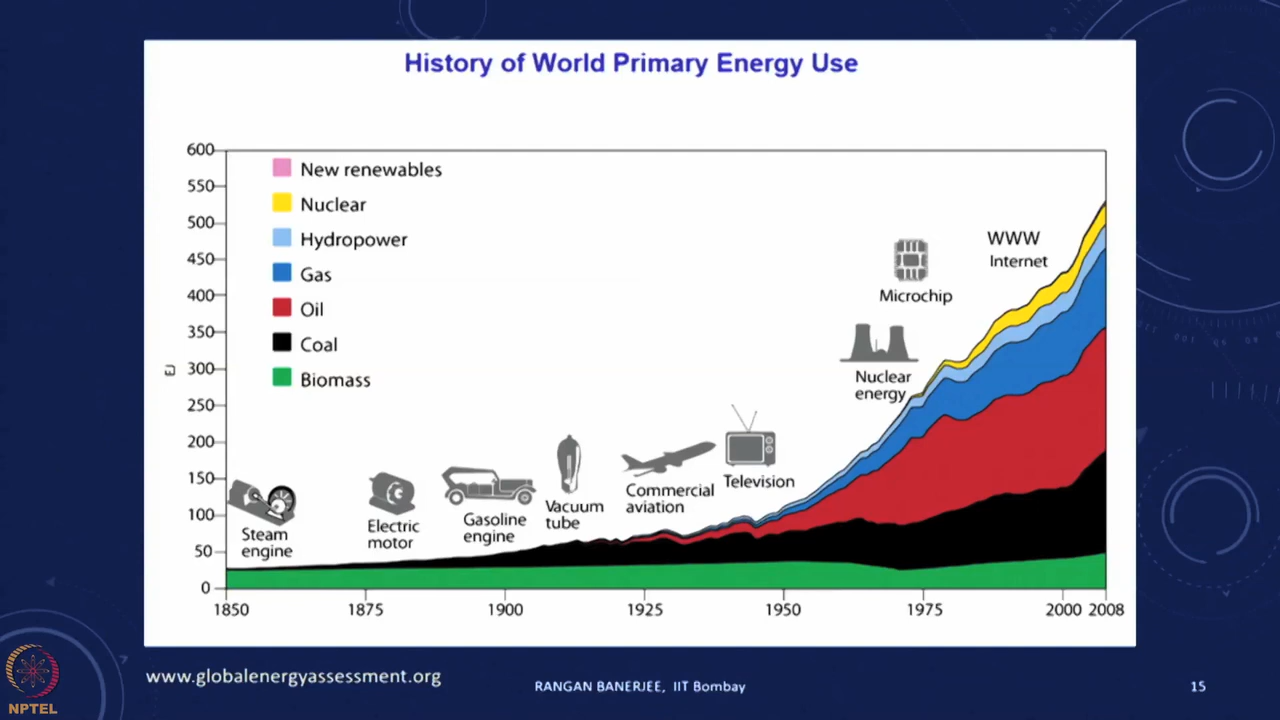 History of World Primary Energy Use
600
550
500
450
400
350
300
250
200
150
100
50
0
EJ
New renewables
Nuclear
Hydropower
Gas
Oil
Coal
Biomass
Steam
engine
Electric
motor
Gasoline
engine
Vacuum
tube
Commercial
aviation
Television
Nuclear
energy
Microchip
WWW
Internet
1850
1875
1900
1925
1950
1975
2000
2008
www.globalenergyassessment.org
RANGAN BANERJEE, IIT Bombay
15
NPTEL